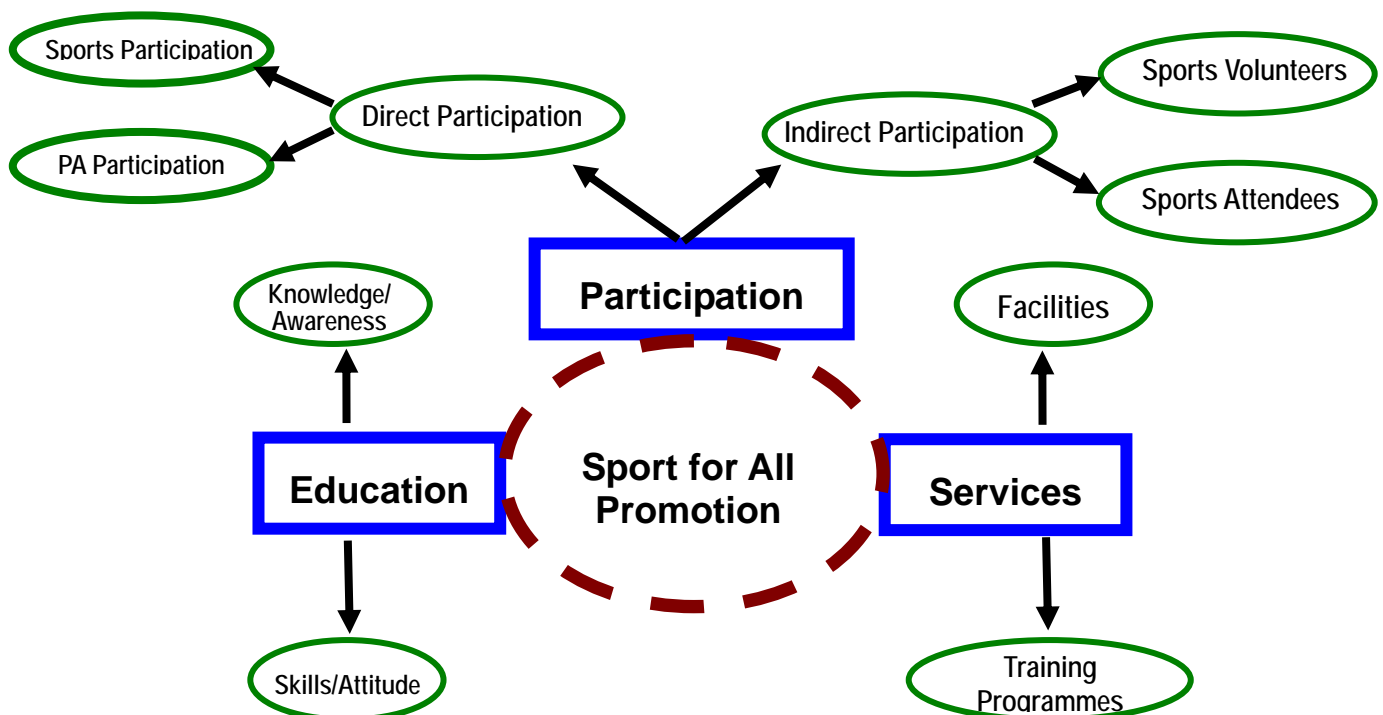 Sports Participation
Direct Participation
PA Participation
Sports Volunteers
Indirect Participation
Sports Attendees
Participation
Knowledge/
Awareness
Facilities
Education
Sport for All
Promotion
Services
Skills/Attitude
Training
Programmes